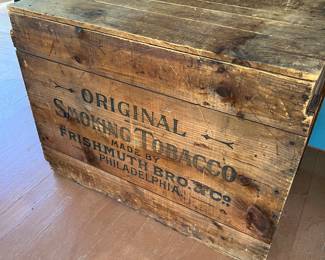 ORIGINAL
SMOKING TOBACCO
MADE BY
FRISHMUTH BRO. & Co.
PHILADELPHIA